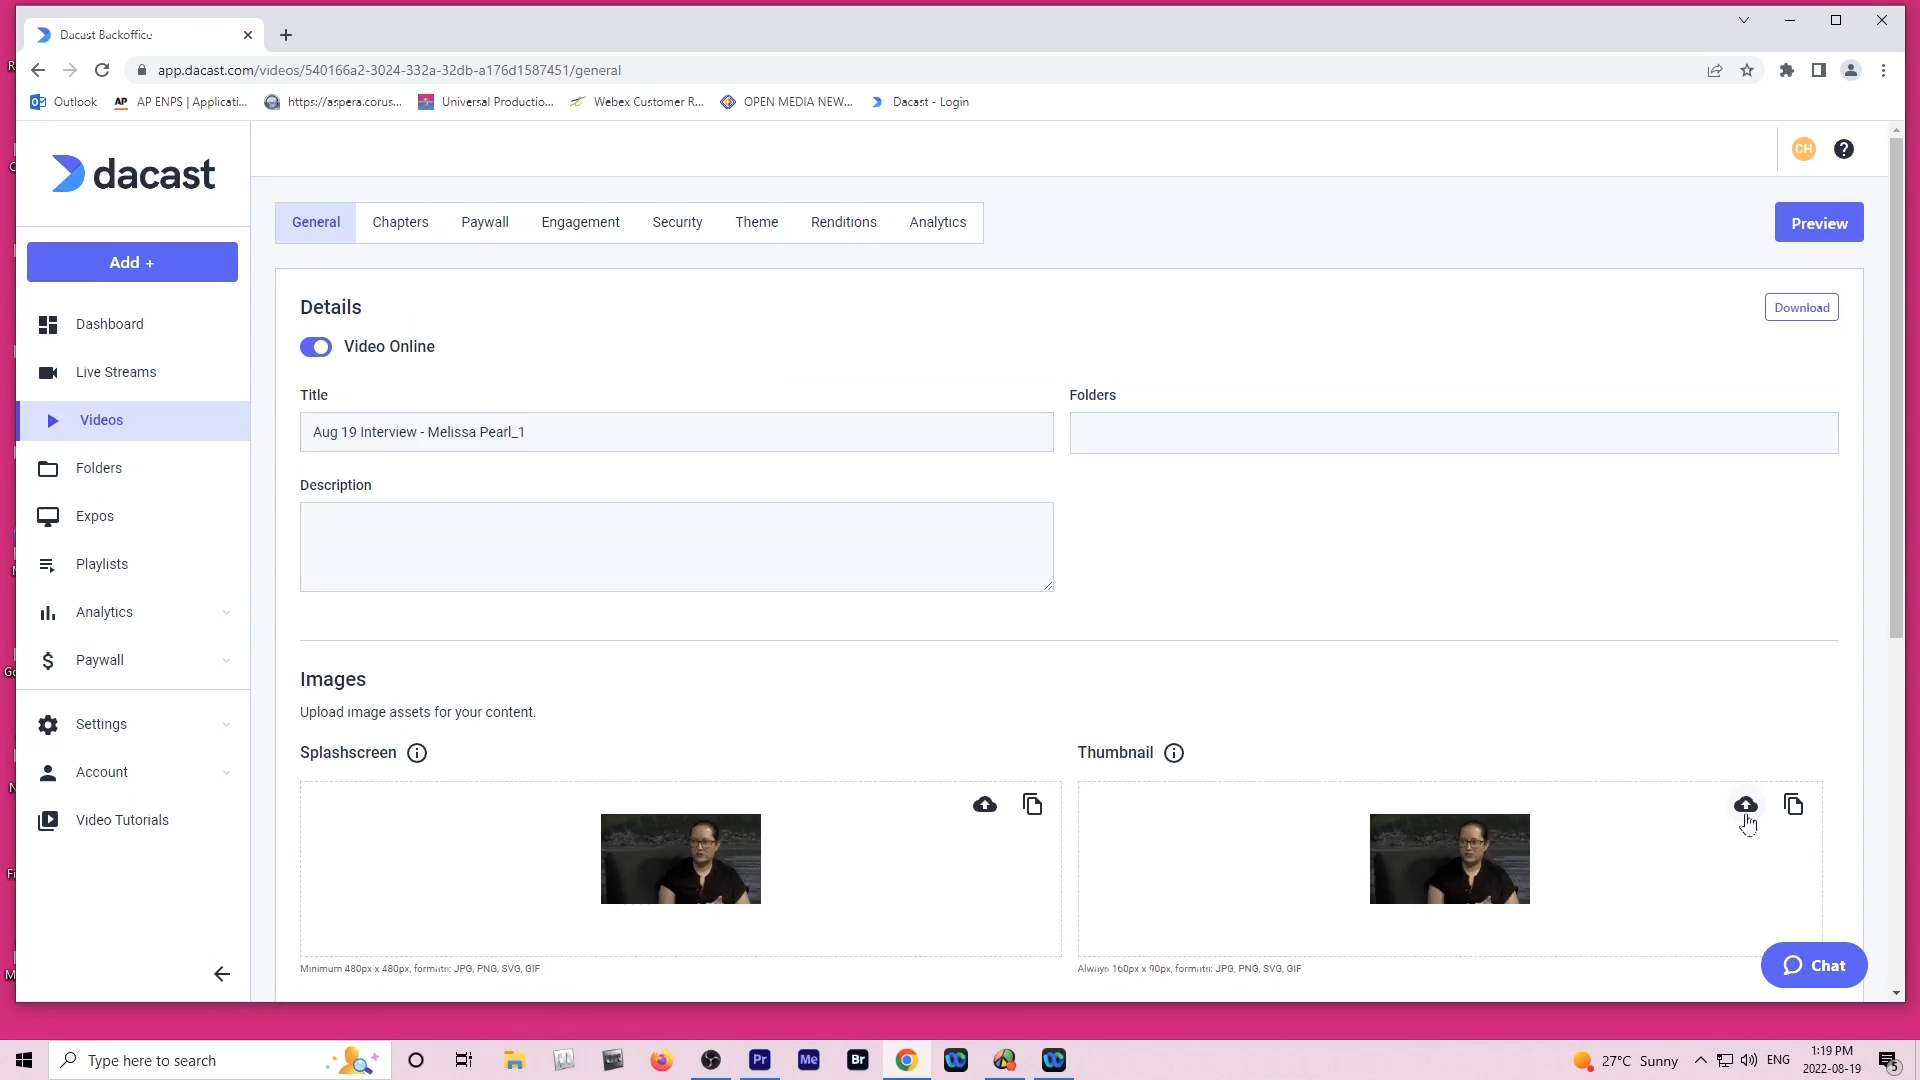 Dacast Backoffice
app.dacast.com/videos/540166a2-3024-332a-32db-a176d1587451/general
Outlook
AP AP ENPS | Applicati...
https://aspera.corus...
Universal Productio...
Webex Customer R...
OPEN MEDIA NEW...
Dacast - Login
dacast
CH
?
General Chapters Paywall Engagement Security Theme Renditions Analytics
Preview
Add +
Dashboard
Live Streams
Videos
Folders
Expos
Playlists
Analytics
Paywall
Settings
Account
Video Tutorials
Details
Download
Video Online
Title
Aug 19 Interview - Melissa Pearl_1
Folders
Description
Images
Upload image assets for your content.
Splashscreen
Thumbnail
Minimum 480px x 480px, formats: JPG, PNG, SVG, GIF
Always 160px x 90px, formats: JPG, PNG, SVG, GIF
Chat
Type here to search
Pr
Me
Br
27°C Sunny
ENG
1:19 PM
2022-08-19
5